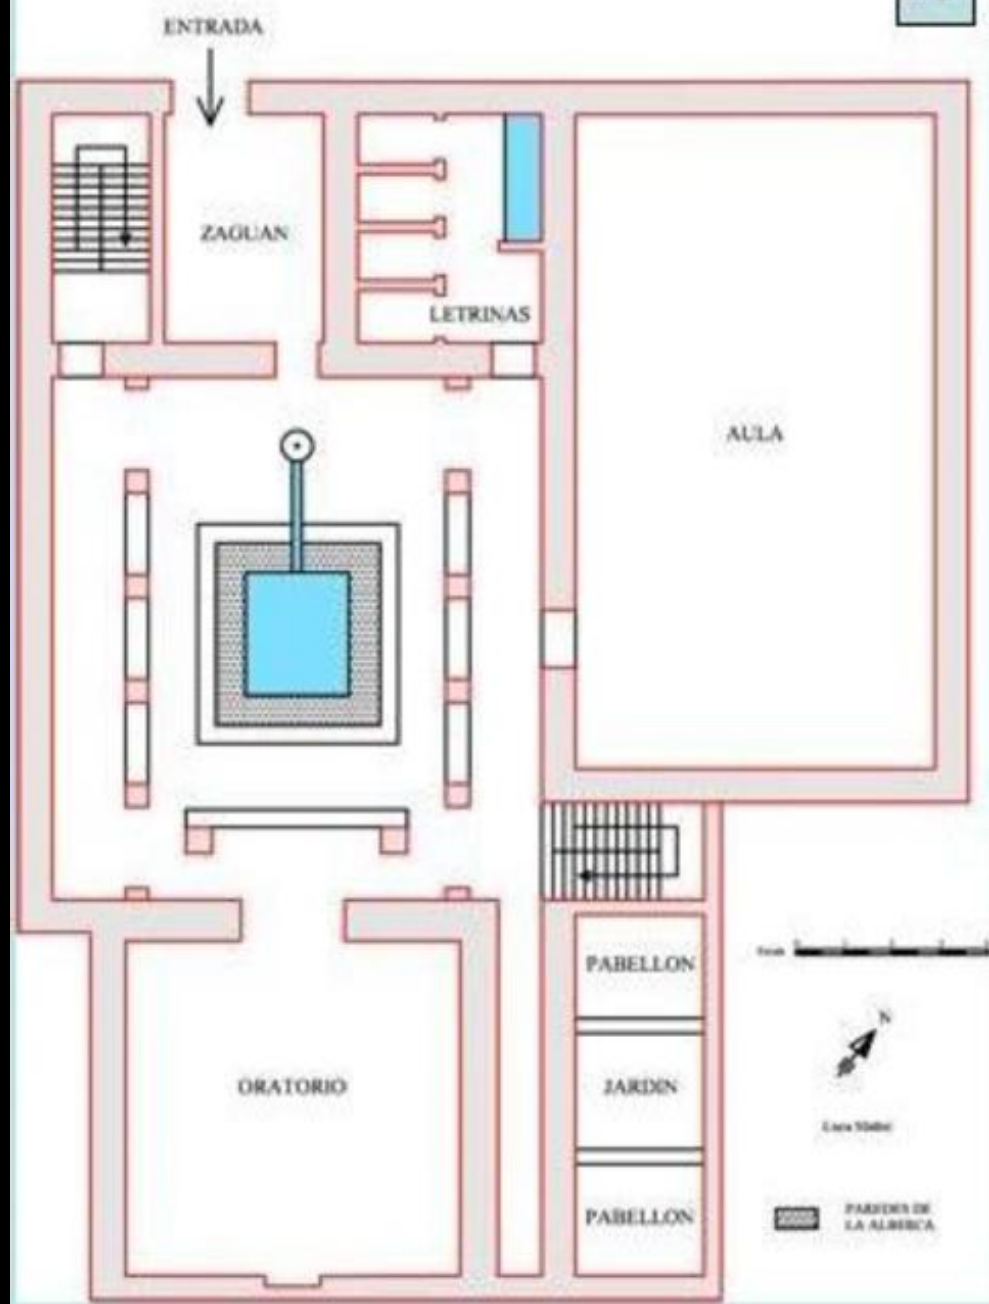 ENTRADA
ZAGUAN
LETRINAS
AULA
PABELLON
N
ORATORIO
JARDIN
PABELLON
PAREDES DE
LA ALBERCA